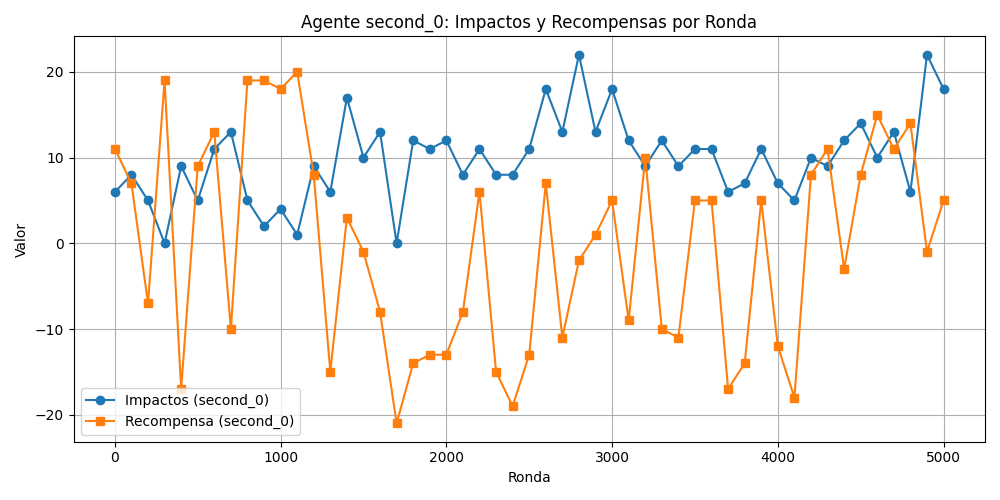 Agente second_0: Impactos y Recompensas por Ronda
Valor
20
10
0
−10
−20
Impactos (second_0)
Recompensa (second_0)
0 1000 2000 3000 4000 5000
Ronda